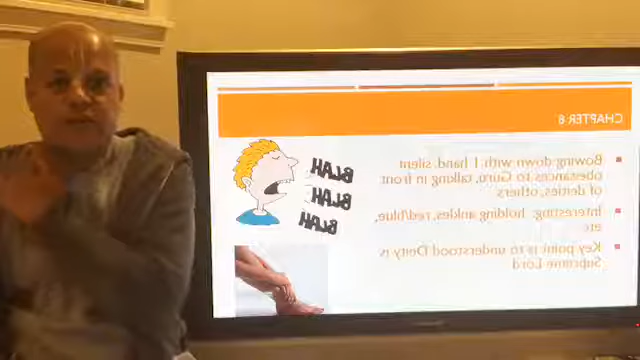 CHAPTER 8
Bowing down with 1 hand, silent
obeisances to Guru, talking in front
of deities, others
Interesting, holding ankles, red/blue,
etc
Key point is to understood Deity is
Supreme Lord
BLAH
BLAH
BLAH